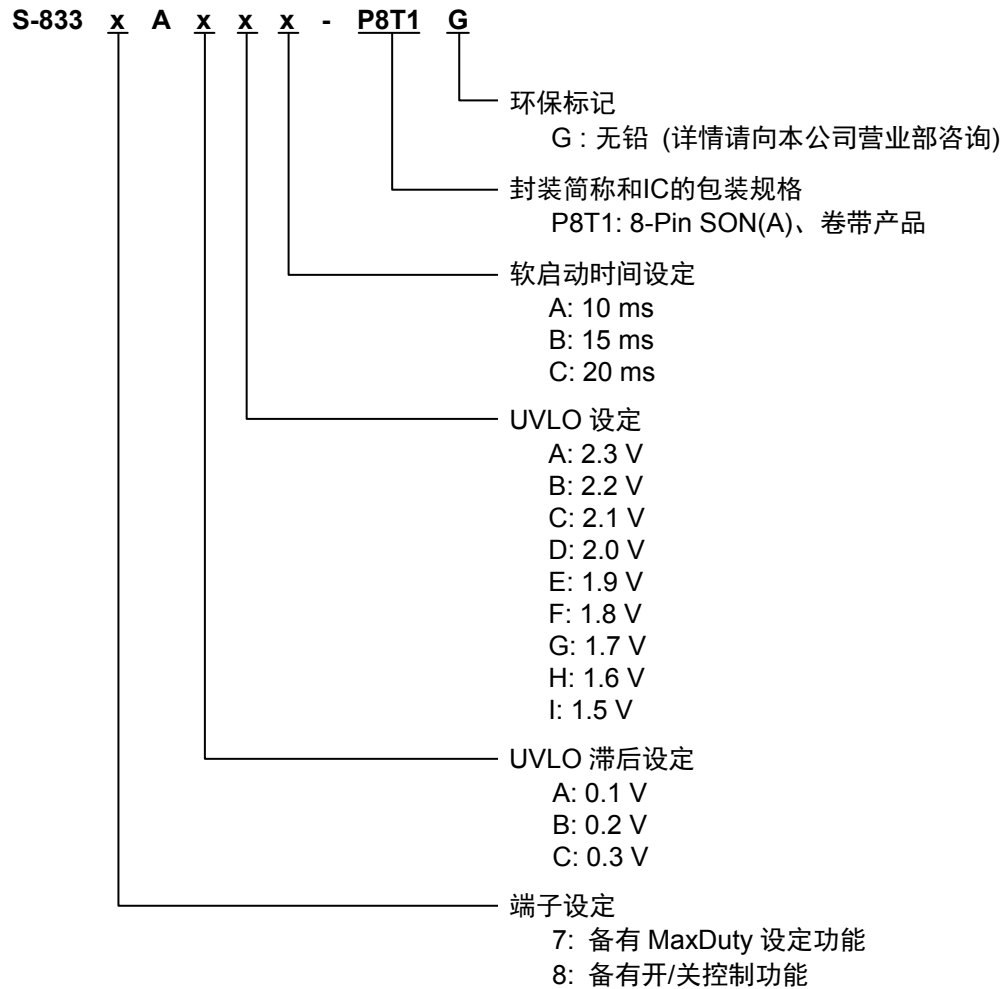 S-833 x A x x x - P8T1 G
环保标记
G : 无铅 (详情请向本公司营业部咨询)
封装简称和IC的包装规格
P8T1: 8-Pin SON(A)、卷带产品
软启动时间设定
A: 10 ms
B: 15 ms
C: 20 ms
UVLO 设定
A: 2.3 V
B: 2.2 V
C: 2.1 V
D: 2.0 V
E: 1.9 V
F: 1.8 V
G: 1.7 V
H: 1.6 V
I: 1.5 V
UVLO 滞后设定
A: 0.1 V
B: 0.2 V
C: 0.3 V
端子设定
7: 备有 MaxDuty 设定功能
8: 备有开/关控制功能